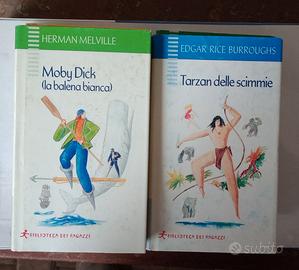 HERMAN MELVILLE
Moby Dick
(la balena bianca)
BIBLIOTECA DEI RAGAZZI
EDGAR RICE BURROUGHS
Tarzan delle scimmie
BIBLIOTECA DEI RAGAZZI
subito